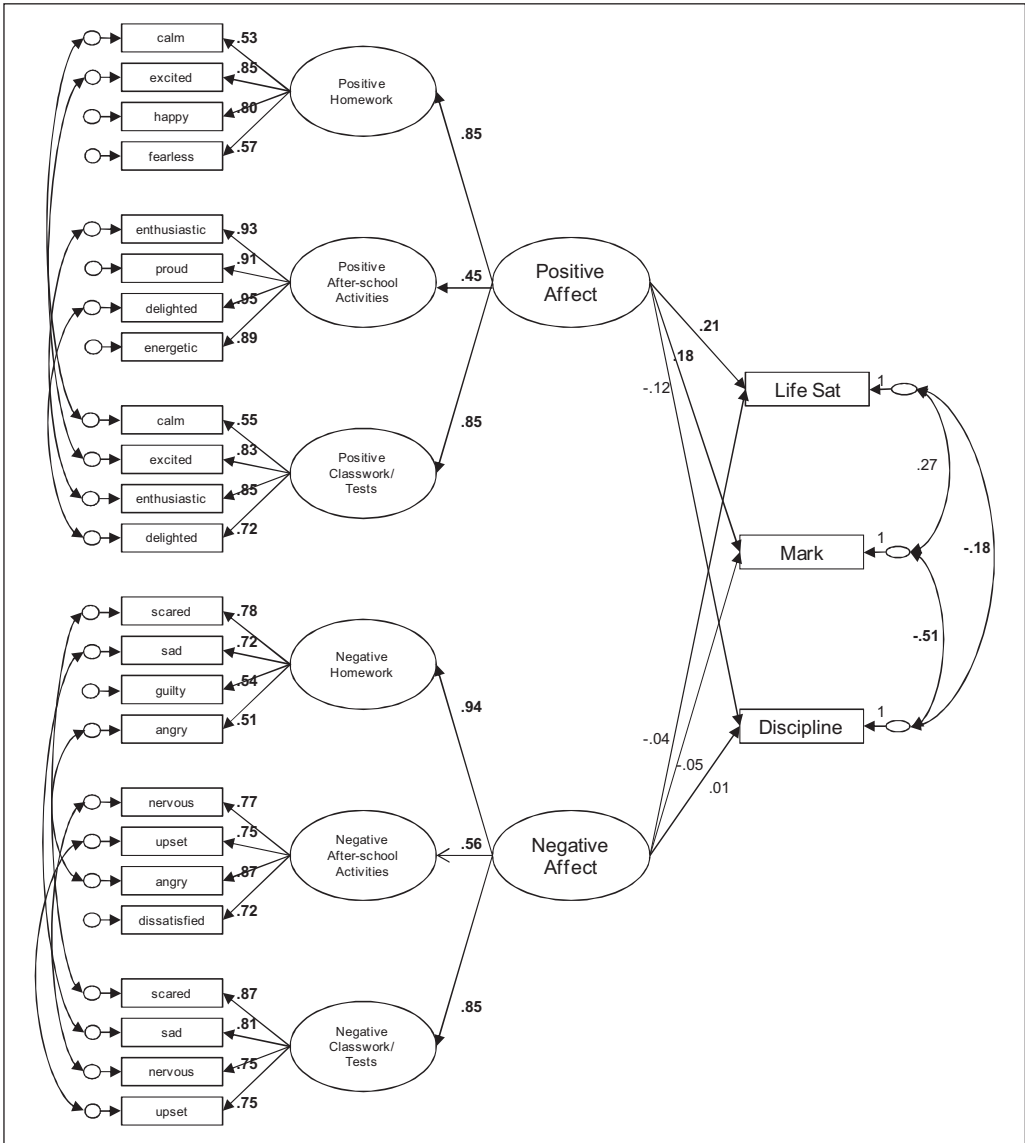 calm
.53
excited
.85
happy
.80
fearless
.57
Positive
Homework
.85
enthusiastic
.93
proud
.91
delighted
.95
energetic
.89
Positive
After-school
Activities
.45
Positive
Affect
calm
.55
excited
.83
enthusiastic
.85
delighted
.72
Positive
Classwork/
Tests
.85
.21
.18
-.12
Life Sat
1
.27
Mark
1
-.18
-.51
Discipline
1
scared
.78
sad
.72
guilty
.54
angry
.51
Negative
Homework
.94
-.04
-.05
.01
nervous
.77
upset
.75
angry
.87
dissatisfied
.72
Negative
After-school
Activities
.56
Negative
Affect
scared
.87
sad
.81
nervous
.75
upset
.75
Negative
Classwork/
Tests
.85